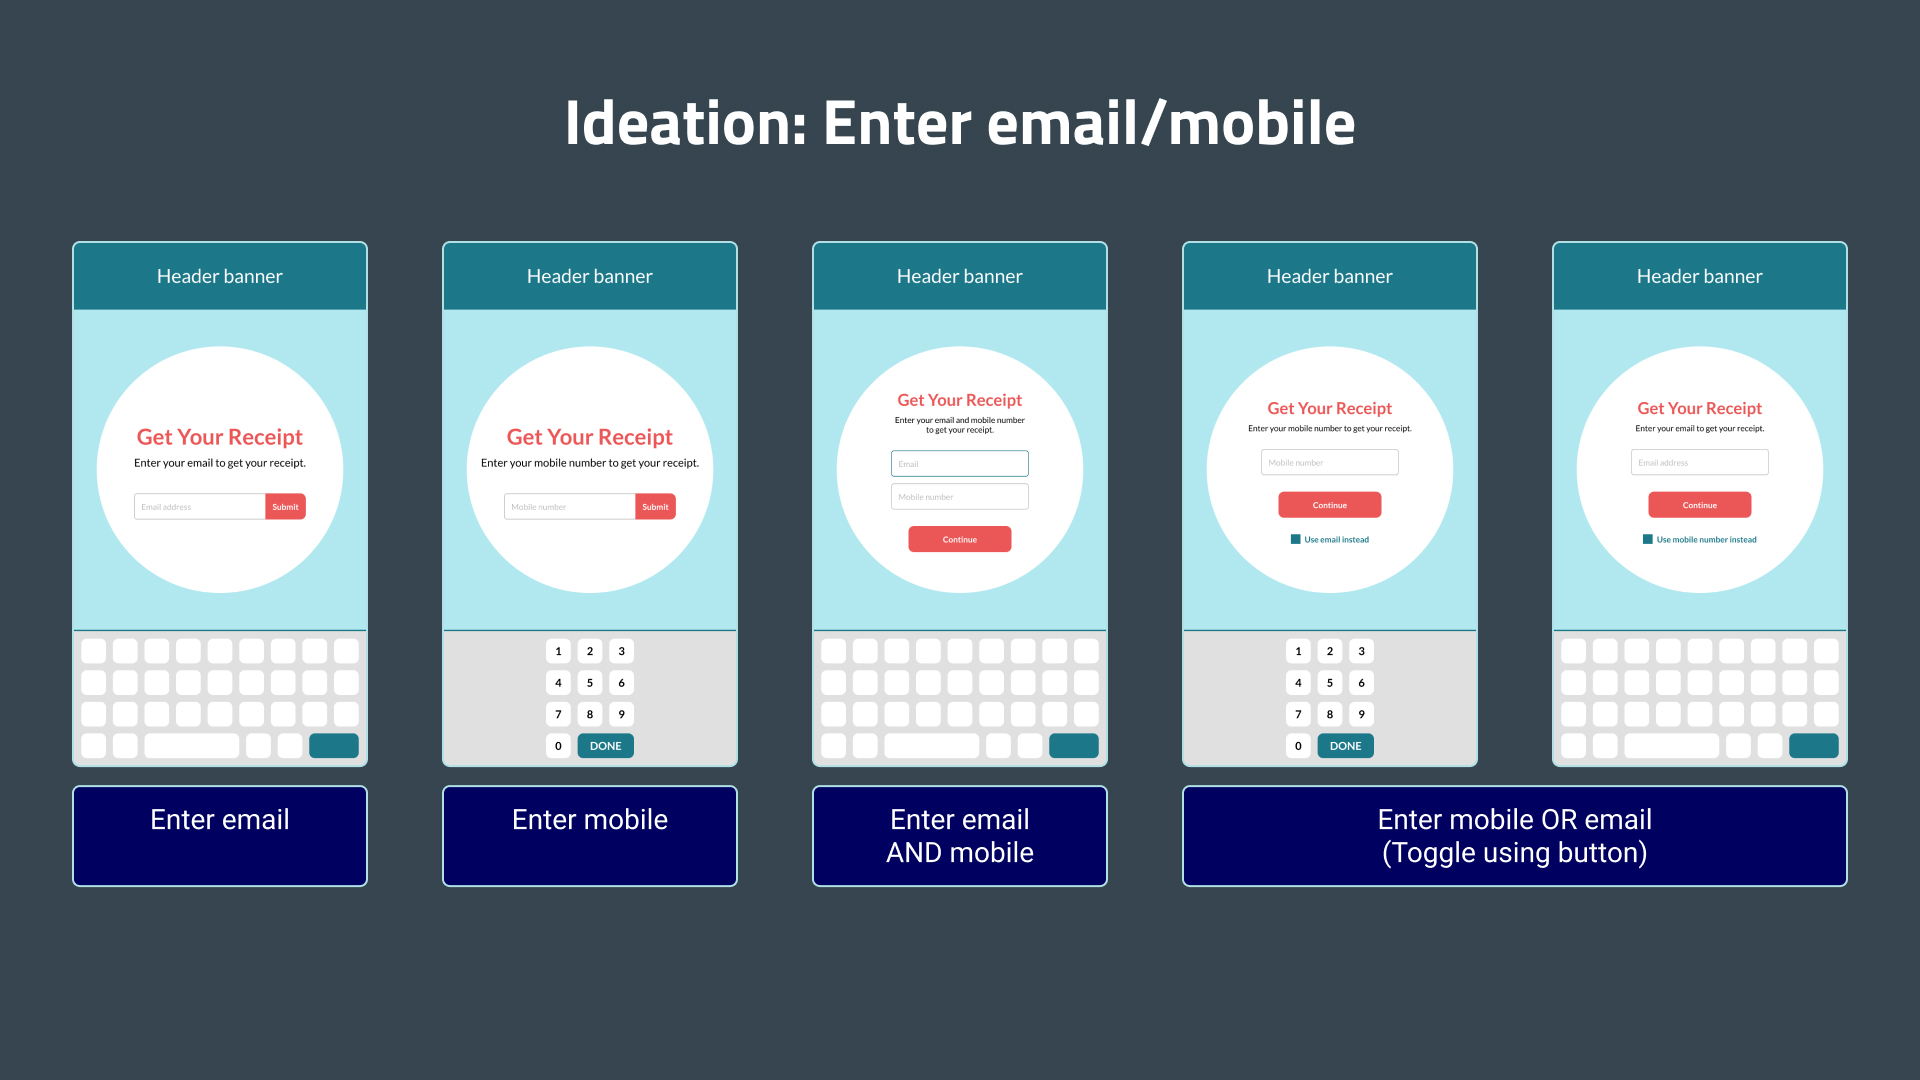 Ideation: Enter email/mobile
Header banner
Get Your Receipt
Enter your email to get your receipt.
Email address
Submit
Enter email
Header banner
Get Your Receipt
Enter your mobile number to get your receipt.
Mobile number
Submit
1 2 3
4 5 6
7 8 9
0 DONE
Enter mobile
Header banner
Get Your Receipt
Enter your email and mobile number
to get your receipt.
Email
Mobile number
Continue
Enter email
AND mobile
Header banner
Get Your Receipt
Enter your mobile number to get your receipt.
Mobile number
Continue
Use email instead
1 2 3
4 5 6
7 8 9
0 DONE
Header banner
Get Your Receipt
Enter your email to get your receipt.
Email address
Continue
Use mobile number instead
Enter mobile OR email
(Toggle using button)